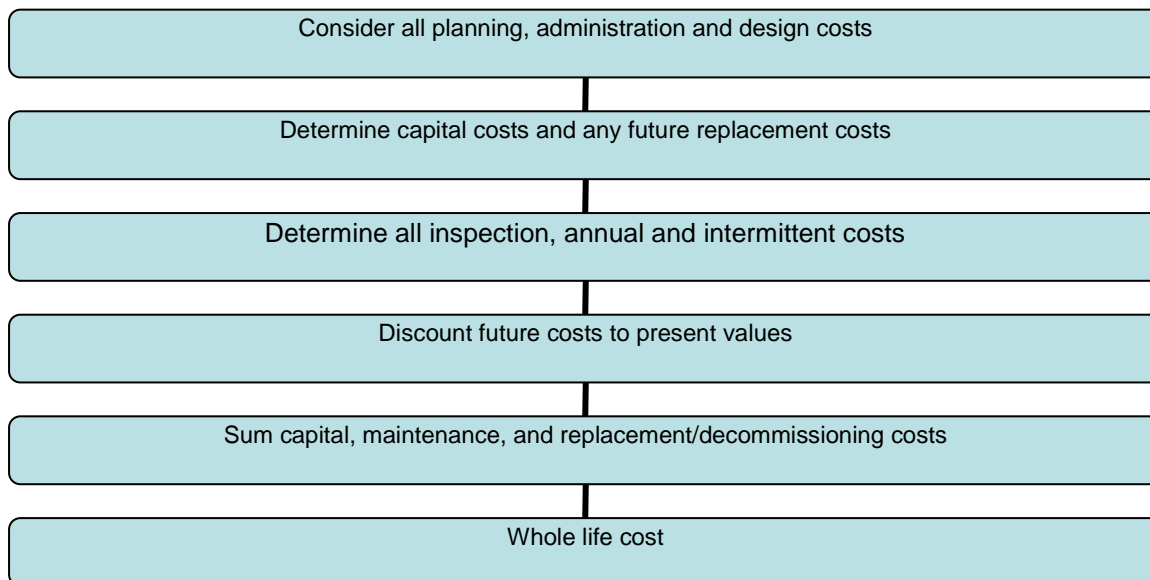 Consider all planning, administration and design costs
Determine capital costs and any future replacement costs
Determine all inspection, annual and intermittent costs
Discount future costs to present values
Sum capital, maintenance, and replacement/decommissioning costs
Whole life cost